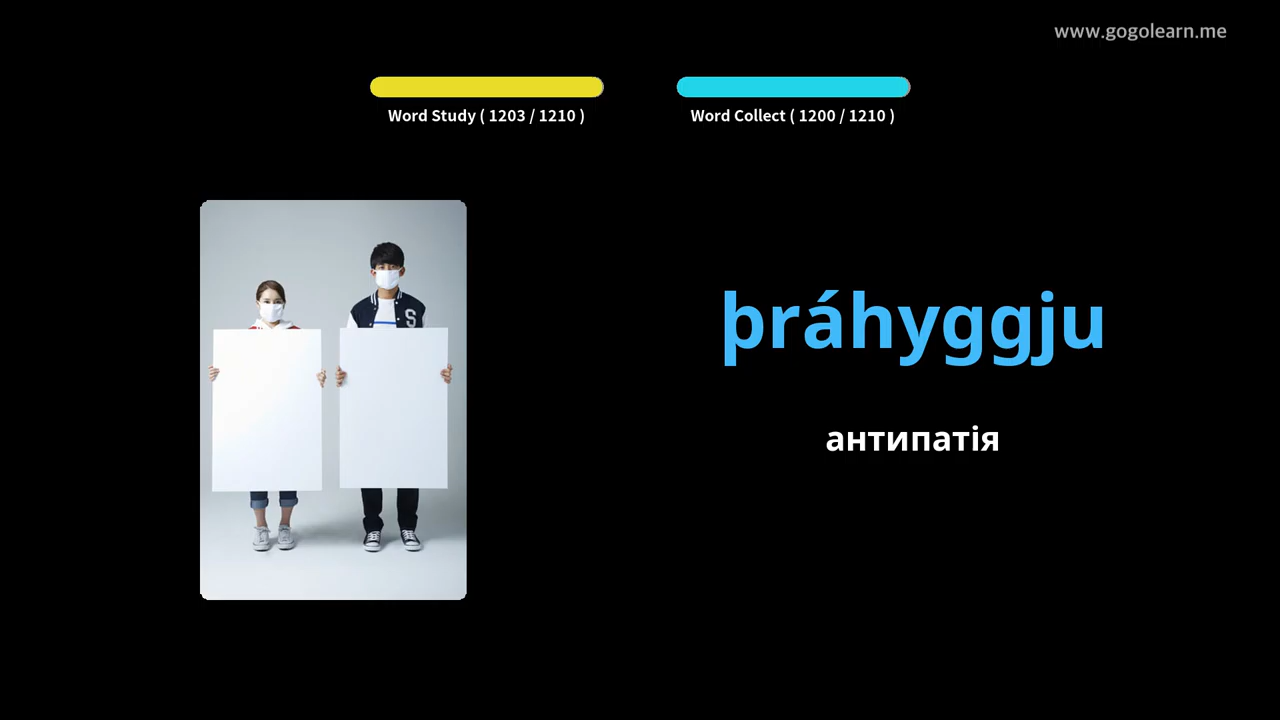 www.gogolearn.me
Word Study ( 1203 / 1210 )
Word Collect ( 1200 / 1210 )
S
þráhyggju
антипатія